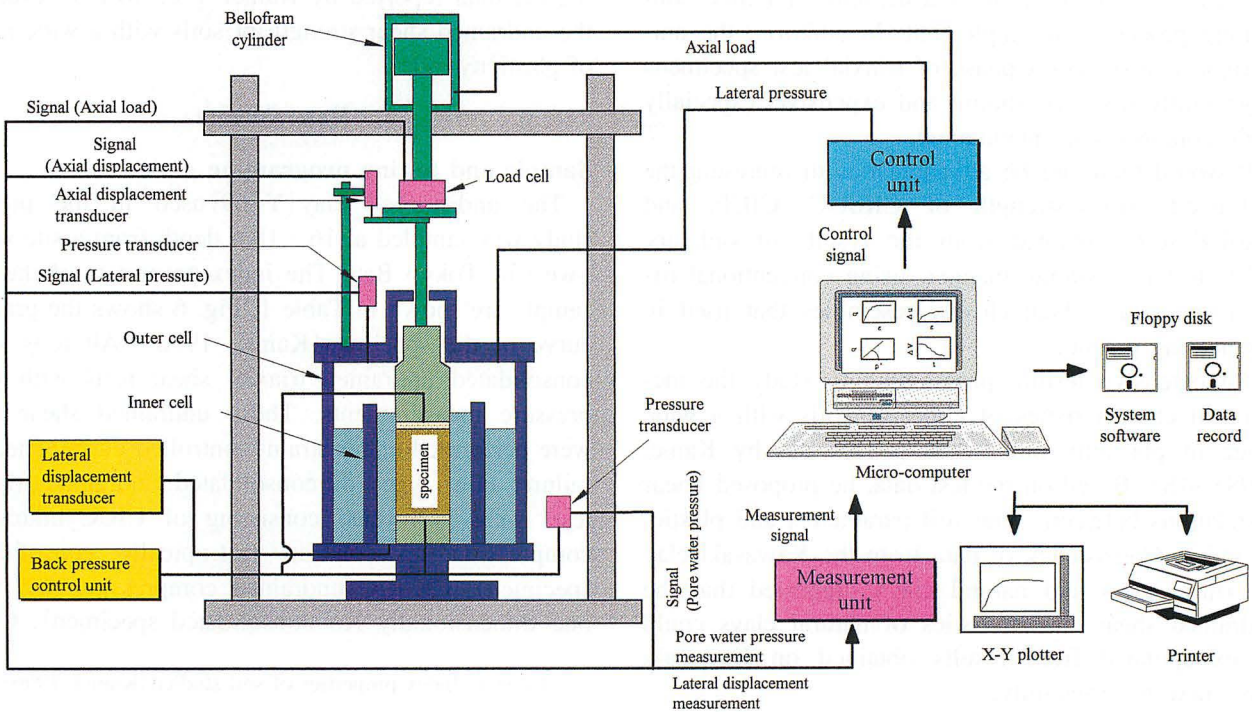 Bellofram
cylinder
Axial load
Lateral pressure
Signal (Axial load)
Signal
(Axial displacement)
Axial displacement
transducer
Load cell
Pressure transducer
Signal (Lateral pressure)
Control
unit
Control
signal
Floppy disk
Outer cell
Inner cell
Pressure
transducer
System
software
Data
record
specimen
Micro-computer
Lateral
displacement
transducer
Measurement
signal
Back pressure
control unit
Signal
(Pore water pressure)
Measurement
unit
Pore water pressure
measurement
X-Y plotter
Printer
Lateral displacement
measurement